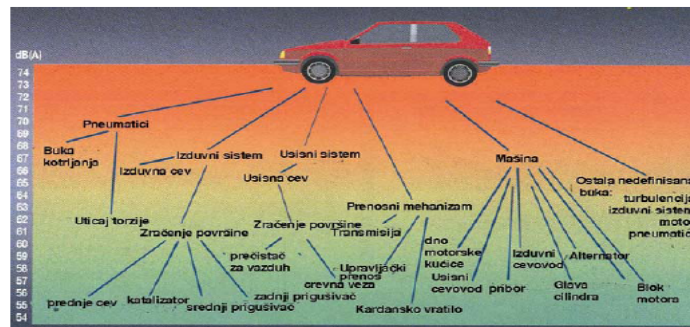 dB(A)
74
73
72
71
70
69
68
67
66
65
64
63
62
61
60
59
58
57
56
55
54
Pneumatici
Buka
kotrljanja
Uticaj torzije
Izduvni sistem
Izduvna cev
Zračenje površine
prednje cev
katalizator
srednji prigušivač
zadnji prigušivač
Usisni sistem
Usisna cev
Zračenje površine
prečistač
za vazduh
crevna veza
Prenosni mehanizam
Transmisija
Upravljački
prenos
Kardansko vratilo
Mašina
dno
motorske
kućice
Usisni
cevovod
pribor
Izduvni
cevovod
Glava
cilindra
Alternator
Blok
motora
Ostala nedefinisana
buka:
turbulencija
izduvni sistem
motor
pneumatici